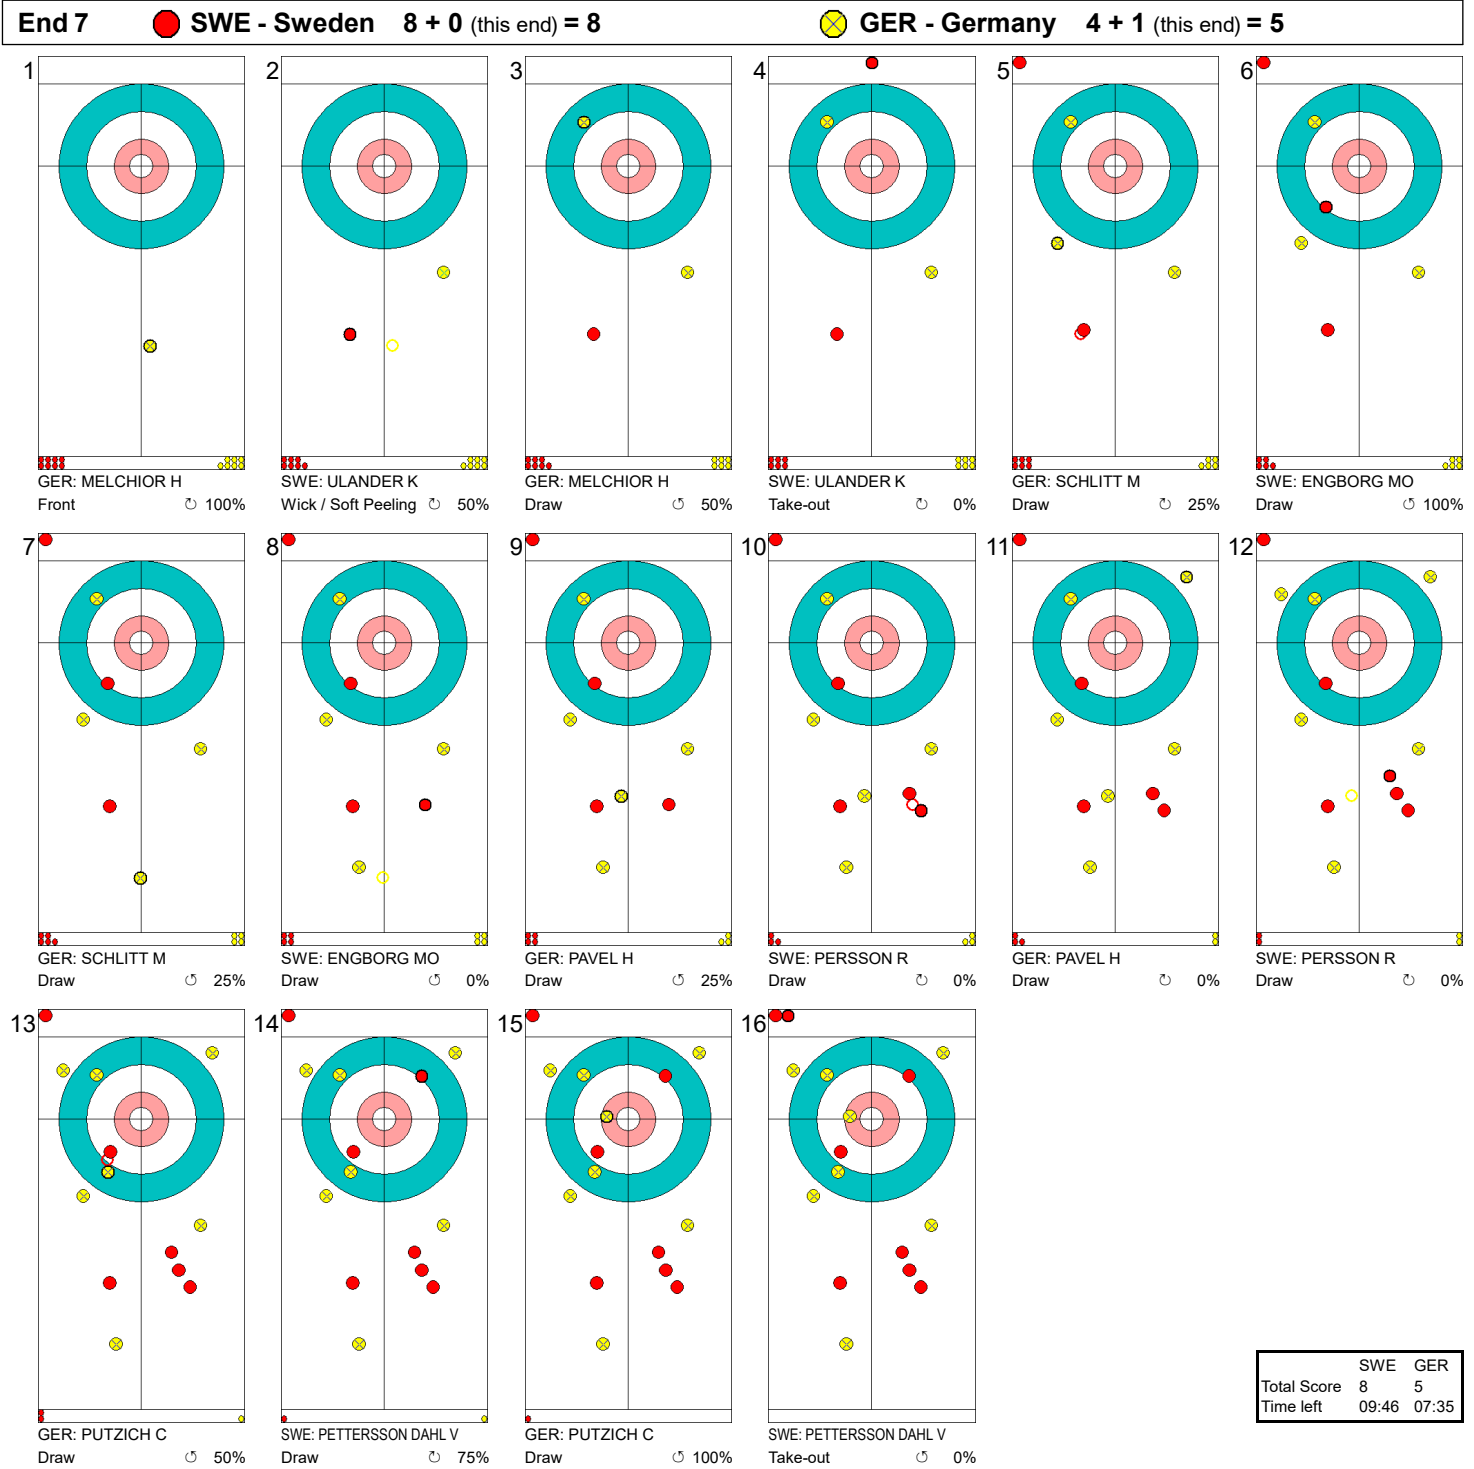 End 7 SWE - Sweden 8 + 0 (this end) = 8 GER - Germany 4 + 1 (this end) = 5
1 2 3 4 5 6
GER: MELCHIOR H SWE: ULANDER K GER: MELCHIOR H SWE: ULANDER K GER: SCHLITT M SWE: ENGBORG MO
Front ↻ 100% Wick / Soft Peeling ↻ 50% Draw ↺ 50% Take-out ↻ 0% Draw ↺ 25% Draw ↻ 100%
7 8 9 10 11 12
GER: SCHLITT M SWE: ENGBORG MO GER: PAVEL H SWE: PERSSON R GER: PAVEL H SWE: PERSSON R
Draw ↺ 25% Draw ↺ 0% Draw ↺ 25% Draw ↺ 0% Draw ↻ 0% Draw ↻ 0%
13 14 15 16
GER: PUTZICH C SWE: PETTERSSON DAHL V GER: PUTZICH C SWE: PETTERSSON DAHL V
Draw ↺ 50% Draw ↻ 75% Draw ↺ 100% Take-out ↺ 0%
SWE GER
Total Score 8 5
Time left 09:46 07:35